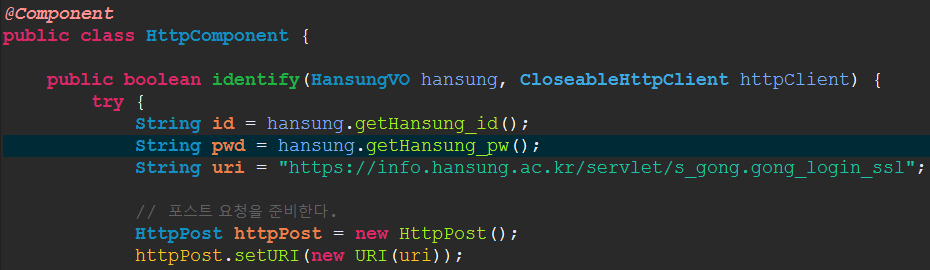 @Component
public class HttpComponent {
public boolean identify(HansungVO hansung, CloseableHttpClient httpClient) {
try {
String id = hansung.getHansung_id();
String pwd = hansung.getHansung_pw();
String uri = "https://info.hansung.ac.kr/servlet/s_gong.gong_login_ssl";
// 포스트 요청을 준비한다.
HttpPost httpPost = new HttpPost();
httpPost.setURI(new URI(uri));